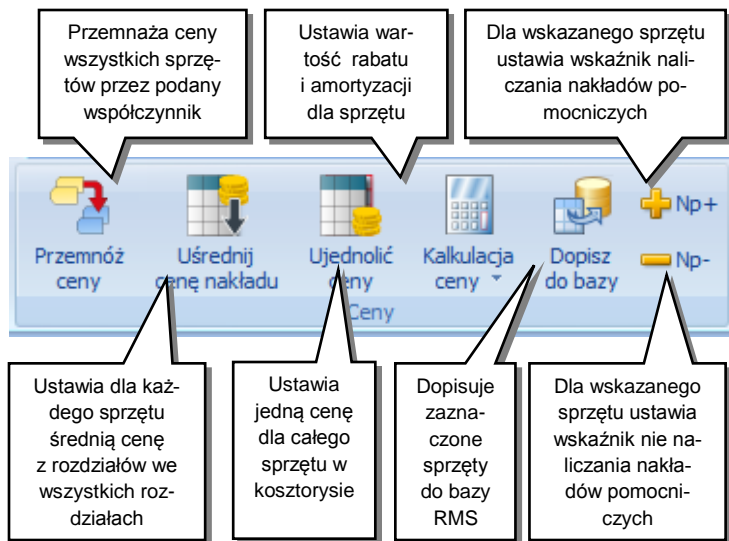 Przemnaża ceny
wszystkich sprzę-
tów przez podany
współczynnik
Ustawia war-
tość rabatu
i amortyzacji
dla sprzętu
Dla wskazanego sprzętu
ustawia wskaźnik nali-
czania nakładów po-
mocniczych
Przemnóż
ceny
Uśrednij
cenę nakładu
Ujednolić
ceny
Kalkulacja
ceny
Dopisz
do bazy
Np+
Np-
Ceny
Ustawia dla każ-
dego sprzętu
średnią cenę
z rozdziałów we
wszystkich roz-
działach
Ustawia
jedną cenę
dla całego
sprzętu w
kosztorysie
Dopisuje
zazna-
czone
sprzęty
do bazy
RMS
Dla wskazanego
sprzętu ustawia
wskaźnik nie na-
liczania nakła-
dów pomocni-
czych